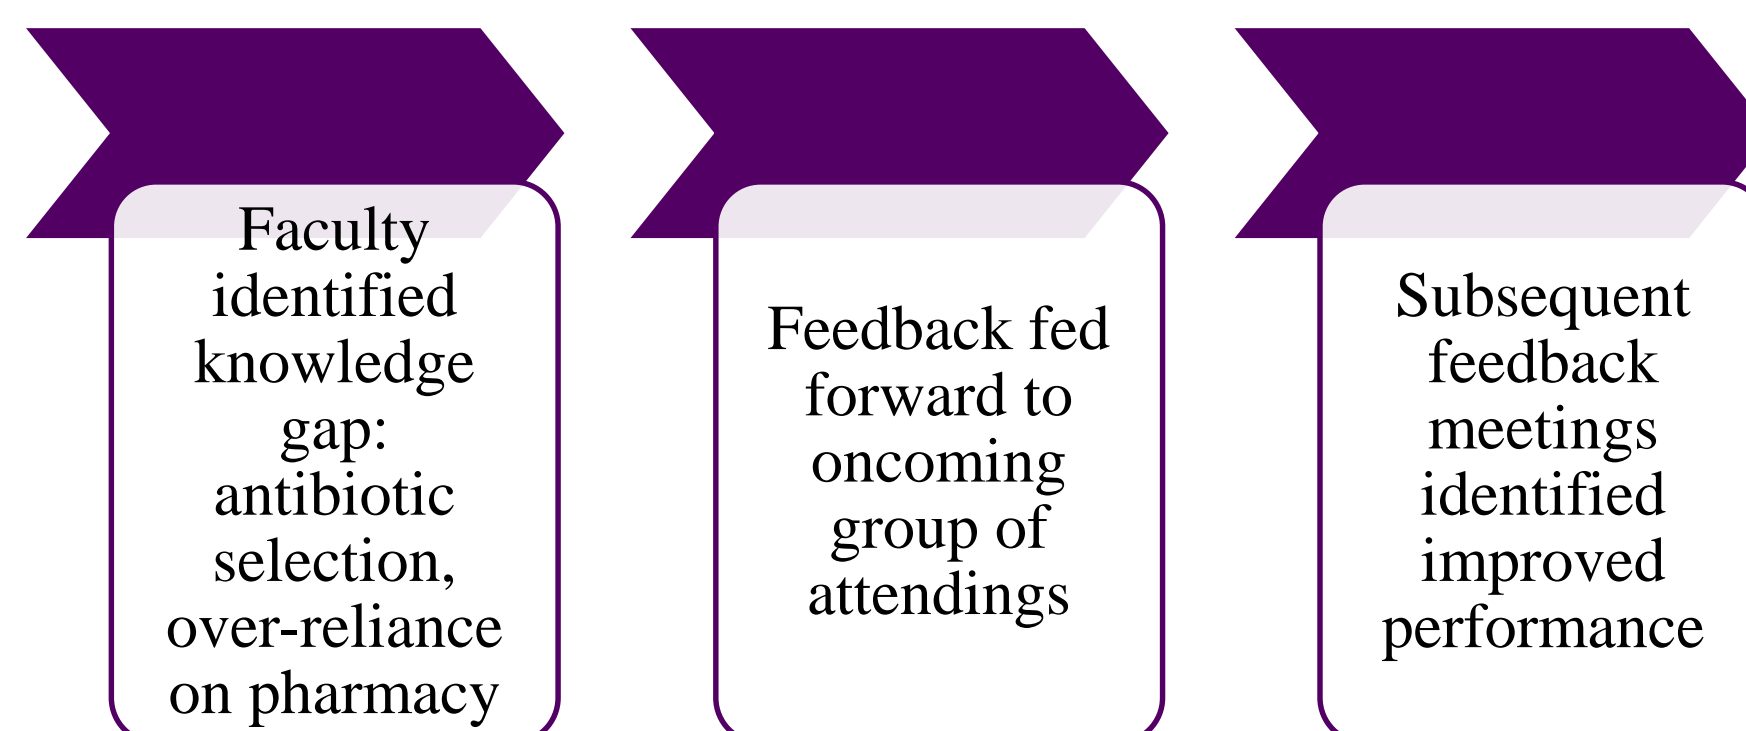 Faculty
identified
knowledge
gap:
antibiotic
selection,
over-reliance
on pharmacy
Feedback fed
forward to
oncoming
group of
attendings
Subsequent
feedback
meetings
identified
improved
performance